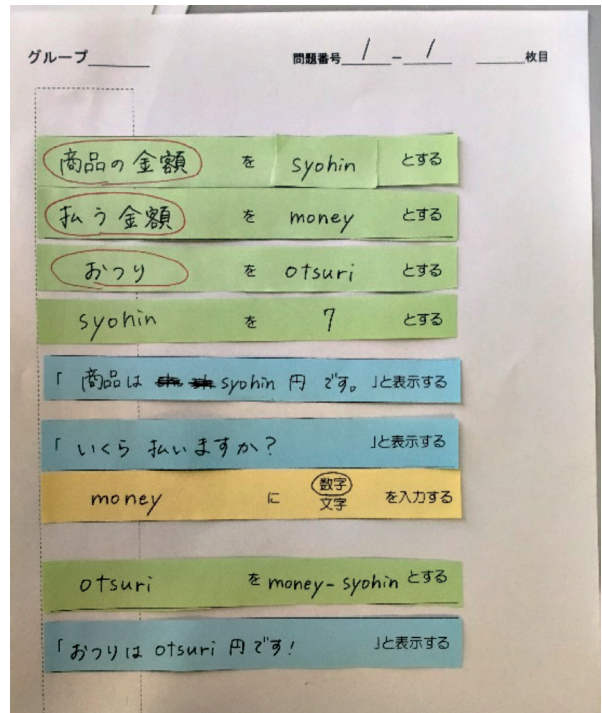 グループ 問題番号 1 - 1 枚目
商品の金額 を syohin とする
払う金額 を money とする
おつり を otsuri とする
syohin を 7 とする
「 商品は syohin 円 です。 」と表示する
「 いくら 払いますか? 」と表示する
money に 数字 文字 を入力する
otsuri を money-syohin とする
「おつりは otsuri 円です! 」と表示する